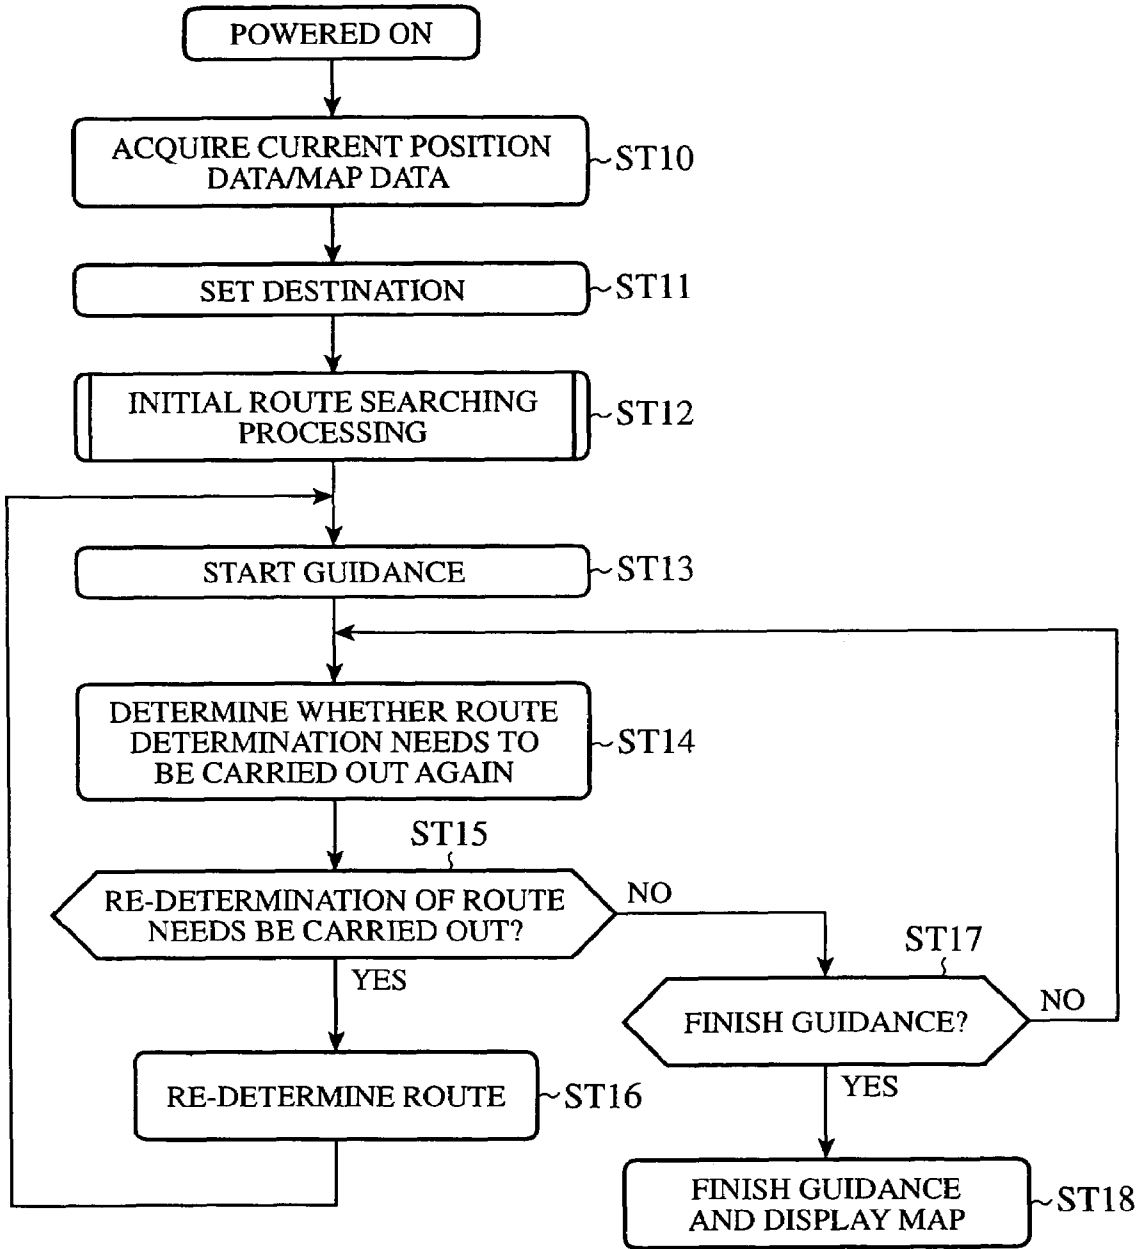 POWERED ON
ACQUIRE CURRENT POSITION
DATA/MAP DATA
ST10
SET DESTINATION
ST11
INITIAL ROUTE SEARCHING
PROCESSING
ST12
START GUIDANCE
ST13
DETERMINE WHETHER ROUTE
DETERMINATION NEEDS TO
BE CARRIED OUT AGAIN
ST14
ST15
RE-DETERMINATION OF ROUTE
NEEDS BE CARRIED OUT?
NO
YES
ST17
FINISH GUIDANCE?
NO
YES
RE-DETERMINE ROUTE
ST16
FINISH GUIDANCE
AND DISPLAY MAP
ST18